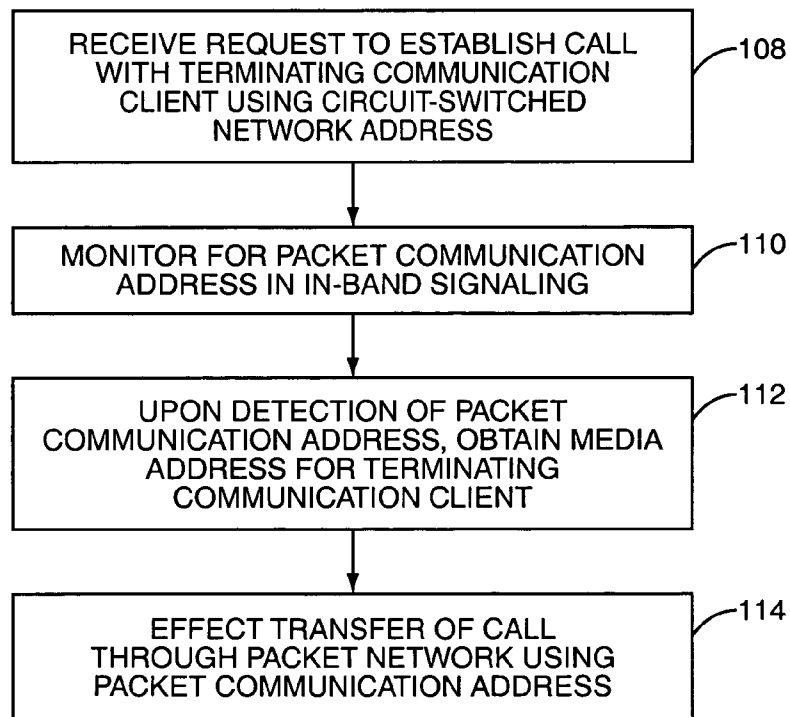 RECEIVE REQUEST TO ESTABLISH CALL
WITH TERMINATING COMMUNICATION
CLIENT USING CIRCUIT-SWITCHED
NETWORK ADDRESS
108
MONITOR FOR PACKET COMMUNICATION
ADDRESS IN IN-BAND SIGNALING
110
UPON DETECTION OF PACKET
COMMUNICATION ADDRESS, OBTAIN MEDIA
ADDRESS FOR TERMINATING
COMMUNICATION CLIENT
112
EFFECT TRANSFER OF CALL
THROUGH PACKET NETWORK USING
PACKET COMMUNICATION ADDRESS
114